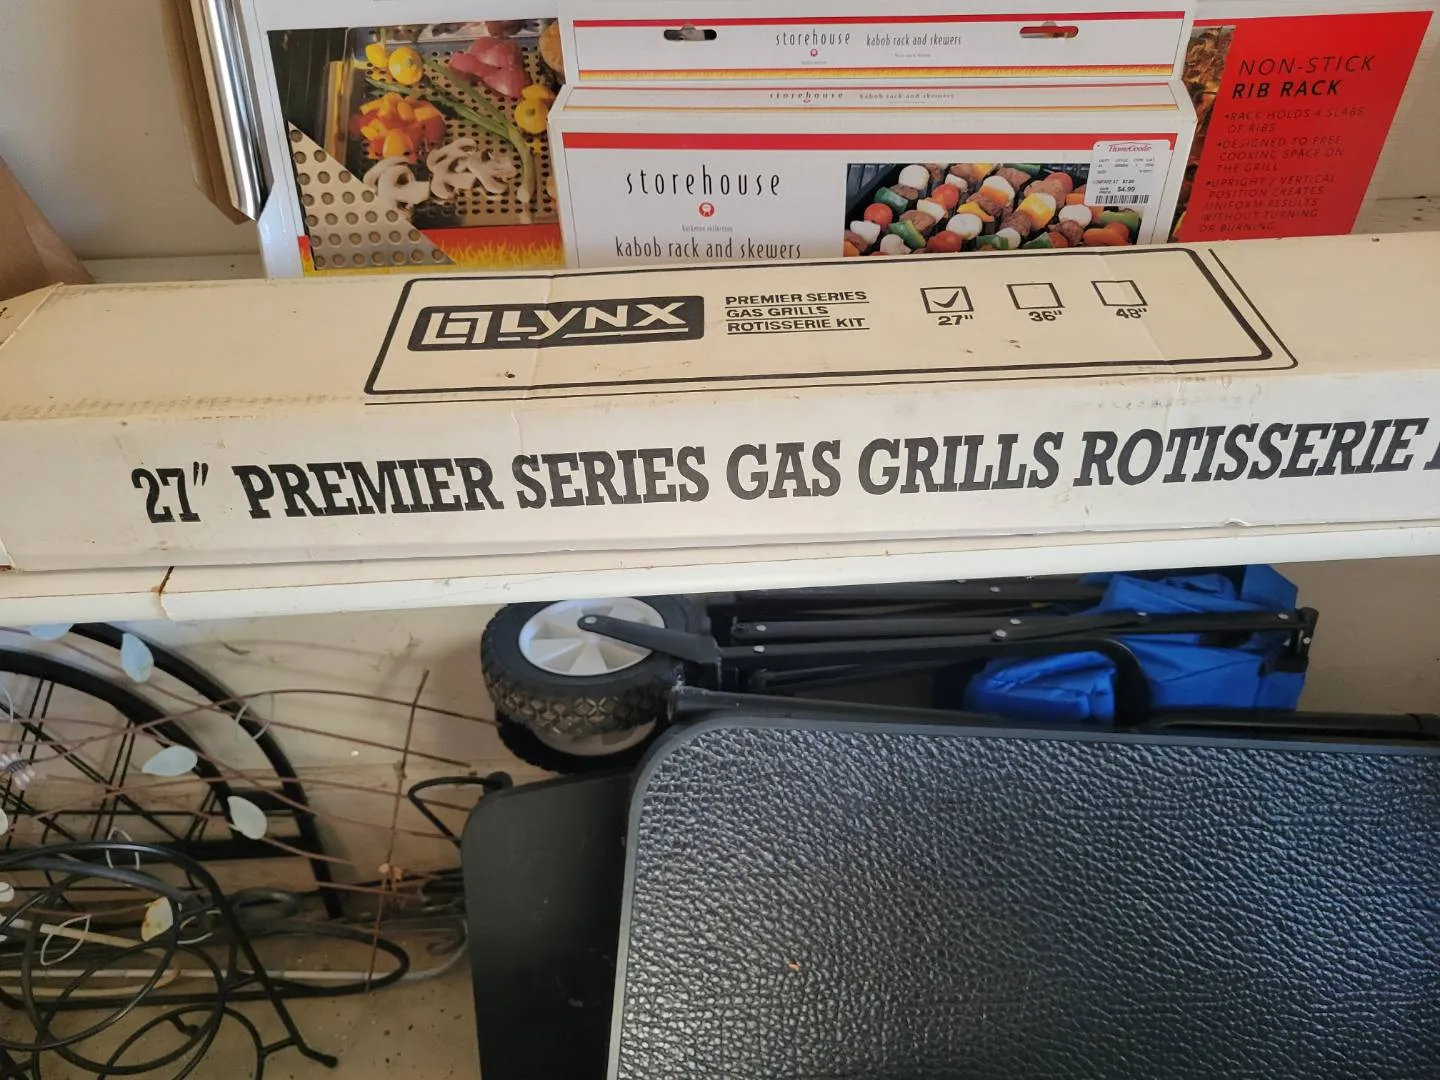 storehouse
kabob rack and skewers
storehouse
kabob rack and skewers
storehouse
kabob rack and skewers
HomeGoods
$4.99
NON-STICK
RIB RACK
•RACK HOLDS 4 SLABS
OF RIBS
•DESIGNED TO FREE
COOKING SPACE ON
THE GRILL
•UPRIGHT / VERTICAL
POSITION CREATES
UNIFORM RESULTS
WITHOUT TURNING
OR BURNING
LYNX
PREMIER SERIES
GAS GRILLS
ROTISSERIE KIT
27"
36"
48"
27" PREMIER SERIES GAS GRILLS ROTISSERIE